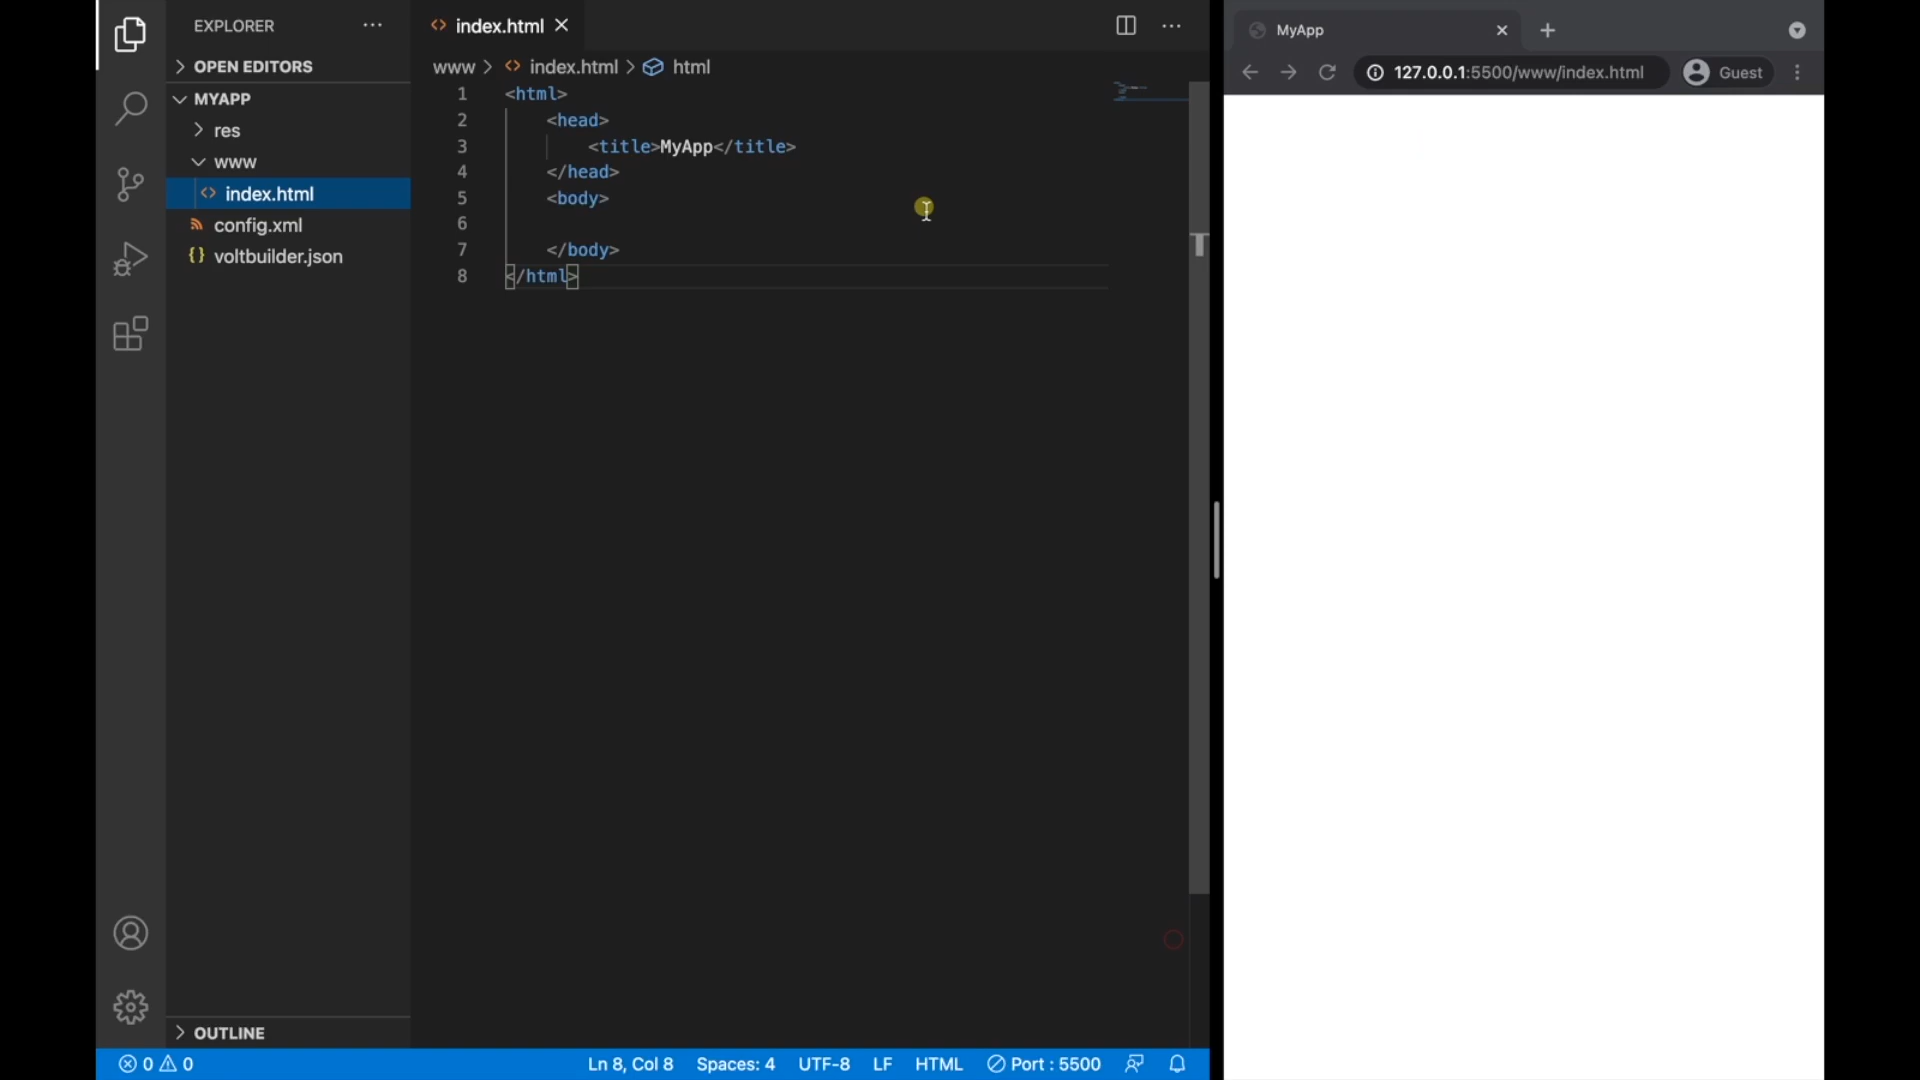 EXPLORER
OPEN EDITORS
MYAPP
res
www
index.html
config.xml
voltbuilder.json
OUTLINE
index.html
www > index.html > html
1 <html>
2 <head>
3 <title>MyApp</title>
4 </head>
5 <body>
6
7 </body>
8 </html>
0 0 Ln 8, Col 8 Spaces: 4 UTF-8 LF HTML Port : 5500
MyApp
127.0.0.1:5500/www/index.html Guest